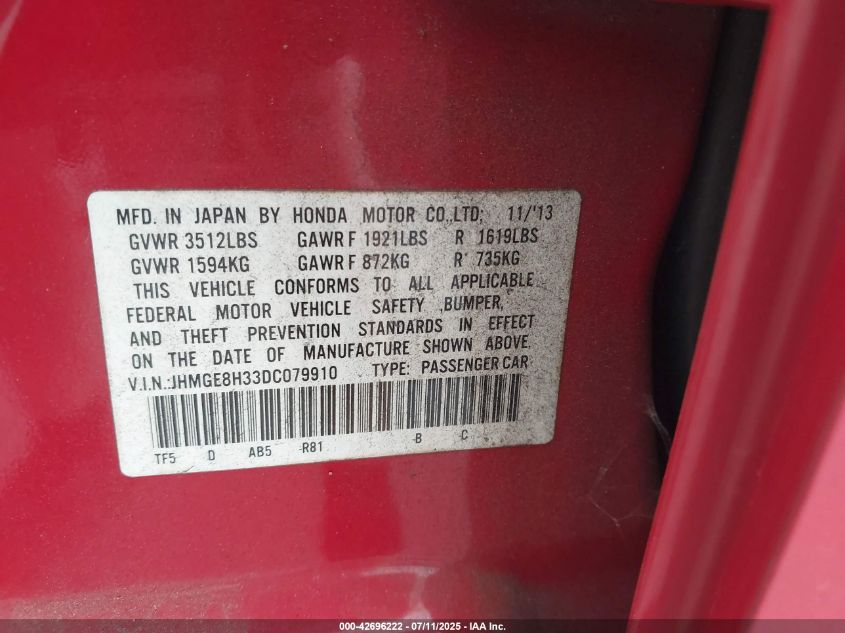 MFD. IN JAPAN BY HONDA MOTOR CO.,LTD; 11/'13
GVWR 3512LBS GAWR F 1921LBS R 1619LBS
GVWR 1594KG GAWR F 872KG R 735KG
THIS VEHICLE CONFORMS TO ALL APPLICABLE
FEDERAL MOTOR VEHICLE SAFETY ,BUMPER,
AND THEFT PREVENTION STANDARDS IN EFFECT
ON THE DATE OF MANUFACTURE SHOWN ABOVE.
V.I.N.:JHMGE8H33DC079910 TYPE: PASSENGER CAR
TF5 D AB5 R81 B C
000-42696222 - 07/11/2025 - IAA Inc.